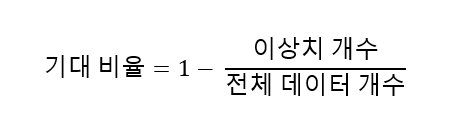 기대 비율 = 1 − 이상치 개수 / 전체 데이터 개수